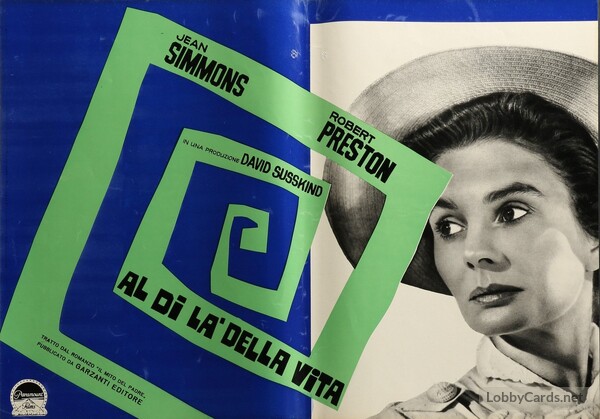 JEAN
SIMMONS
ROBERT
PRESTON
IN UNA PRODUZIONE DAVID SUSSKIND
AL DI LA' DELLA VITA
TRATTO DAL ROMANZO "IL MITO DEL PADRE"
PUBBLICATO DA GARZANTI EDITORE
Paramount
LobbyCards.net